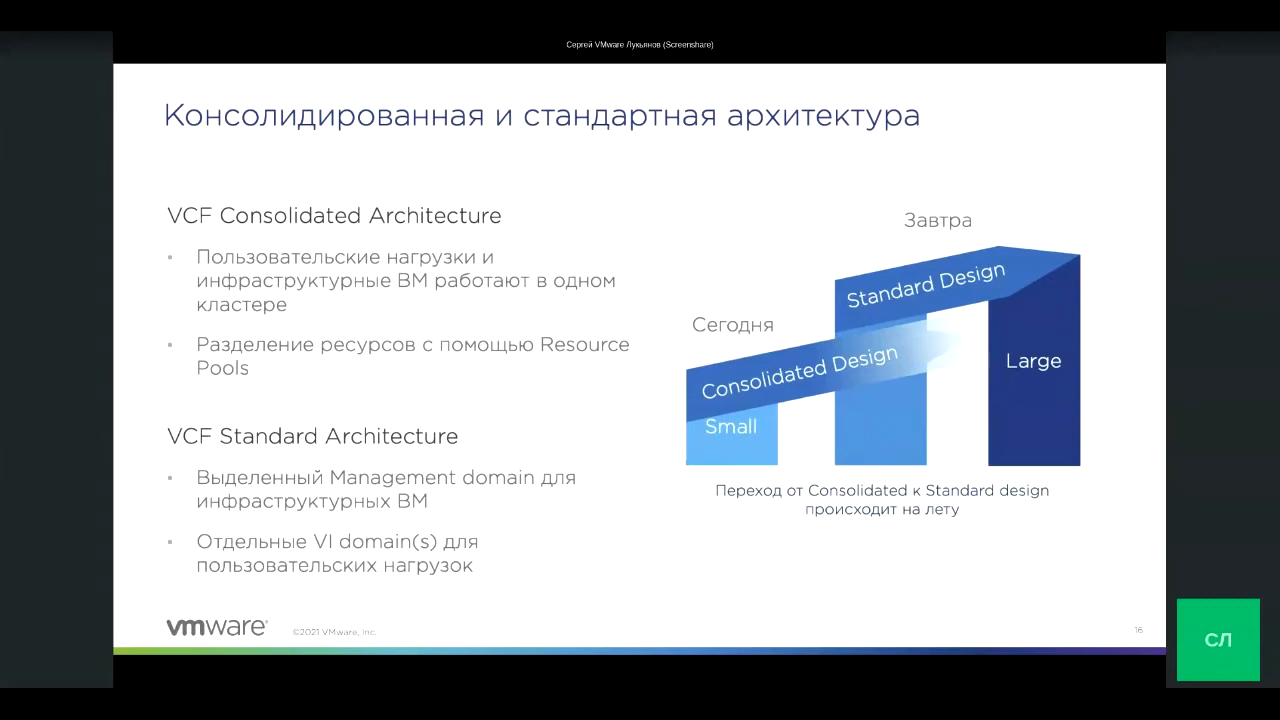 Сергей VMware Лукьянов (Screenshare)
Консолидированная и стандартная архитектура
VCF Consolidated Architecture
• Пользовательские нагрузки и
инфраструктурные ВМ работают в одном
кластере
• Разделение ресурсов с помощью Resource
Pools
VCF Standard Architecture
• Выделенный Management domain для
инфраструктурных ВМ
• Отдельные VI domain(s) для
пользовательских нагрузок
Завтра
Standard Design
Сегодня
Consolidated Design
Large
Small
Переход от Consolidated к Standard design
происходит на лету
vmware®
©2021 VMware, Inc.
16
СЛ